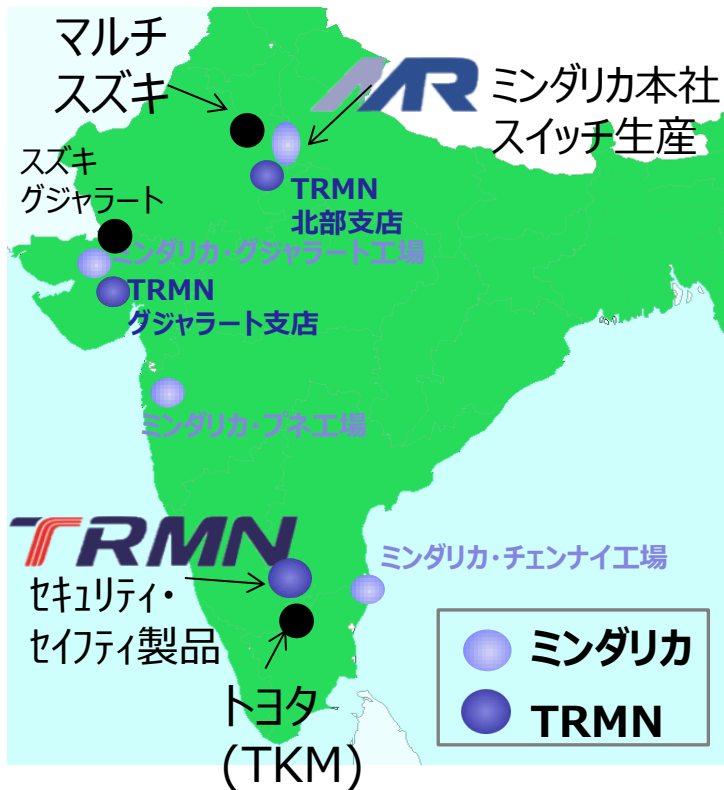 マルチ
スズキ
MR
ミンダリカ本社
スイッチ生産
スズキ
グジャラート
TRMN
北部支店
ミンダリカ・グジャラート工場
TRMN
グジャラート支店
ミンダリカ・プネ工場
TRMN
セキュリティ・
セイフティ製品
ミンダリカ・チェンナイ工場
トヨタ
(TKM)
ミンダリカ
TRMN